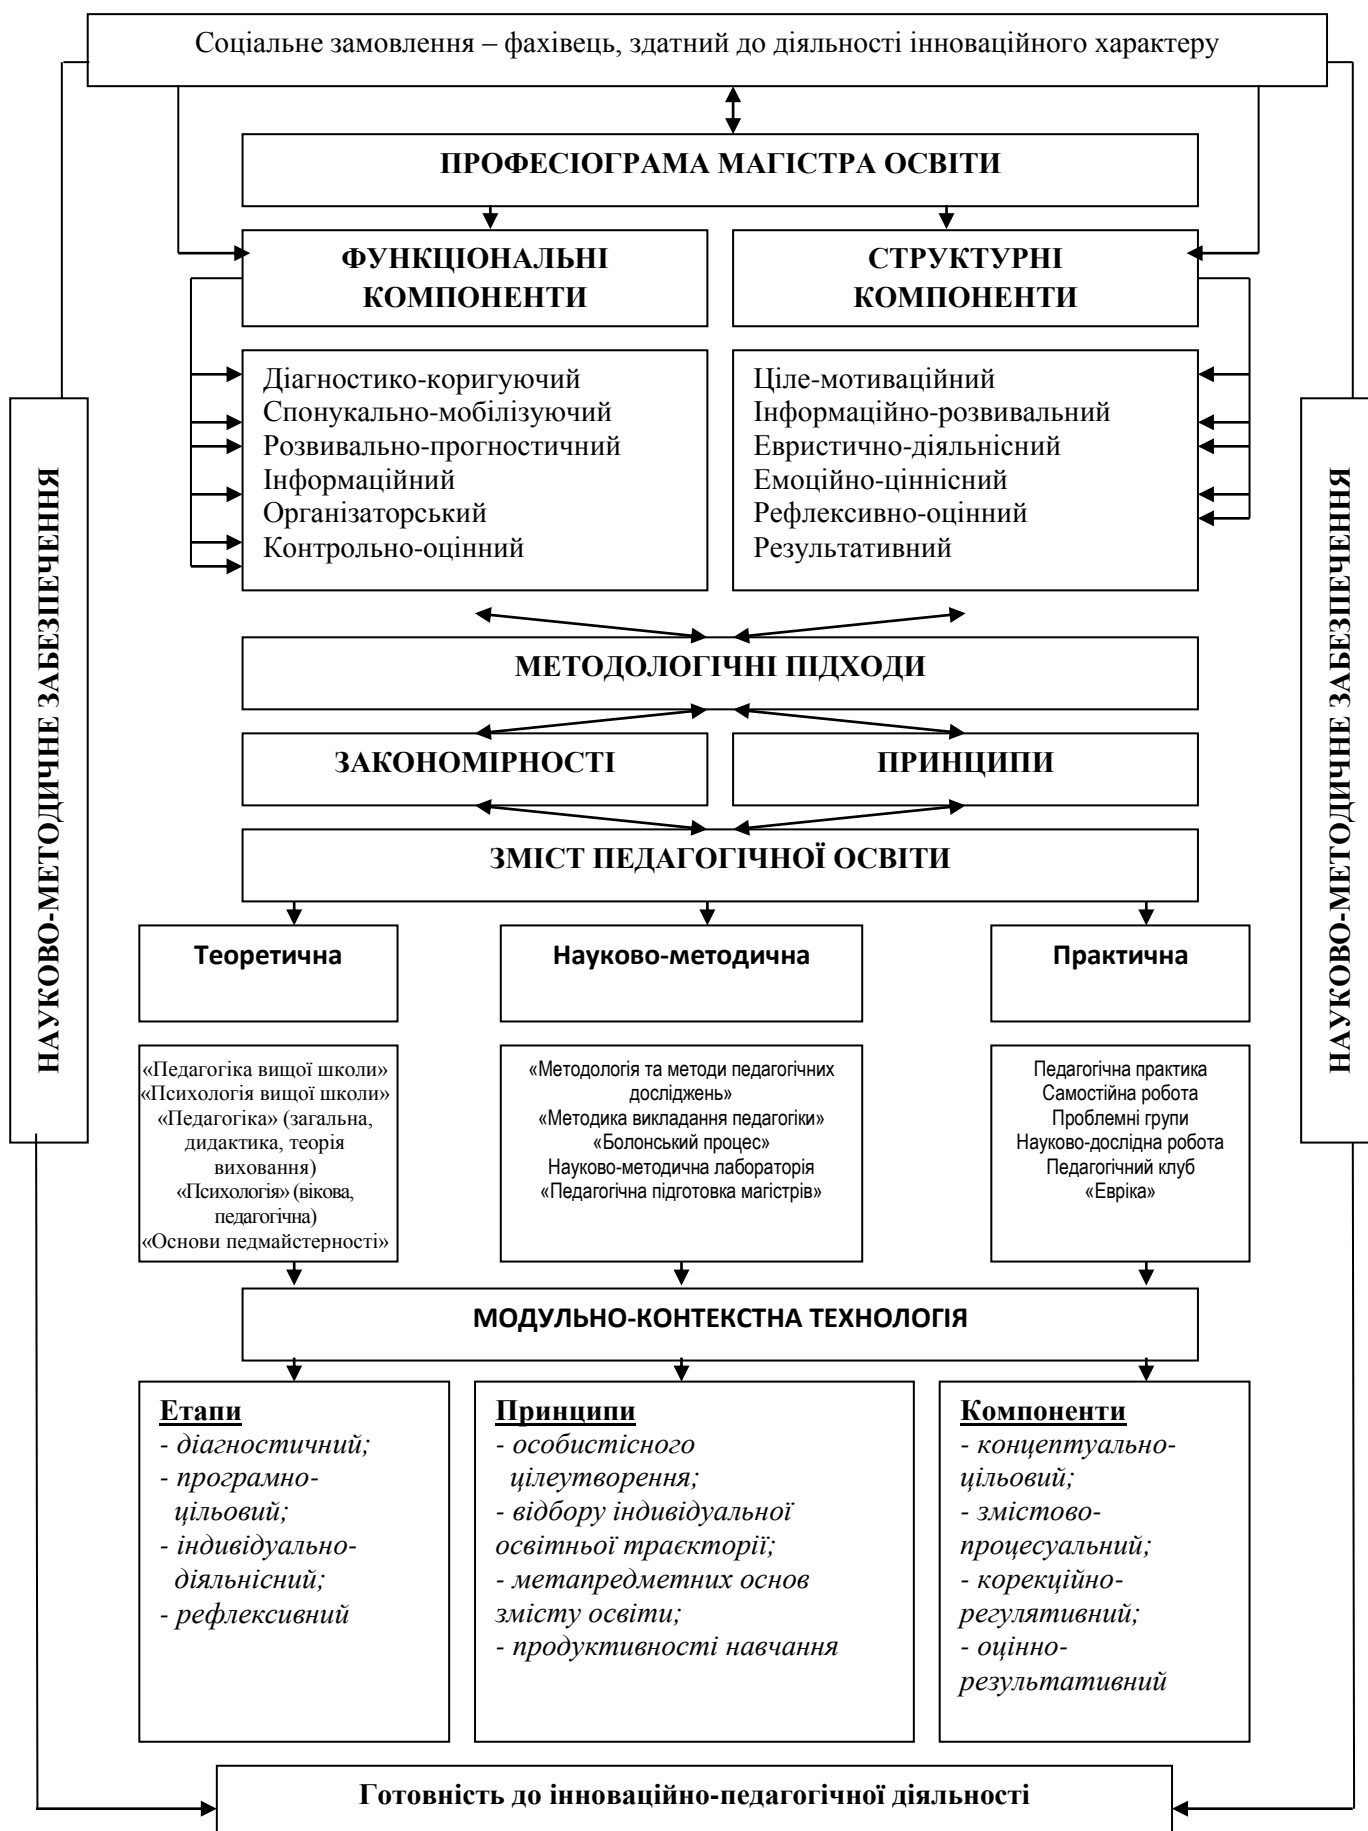 Соціальне замовлення – фахівець, здатний до діяльності інноваційного характеру
ПРОФЕСІОГРАМА МАГІСТРА ОСВІТИ
ФУНКЦІОНАЛЬНІ
КОМПОНЕНТИ
СТРУКТУРНІ
КОМПОНЕНТИ
Діагностико-коригуючий
Спонукально-мобілізуючий
Розвивально-прогностичний
Інформаційний
Організаторський
Контрольно-оцінний
Ціле-мотиваційний
Інформаційно-розвивальний
Евристично-діяльнісний
Емоційно-ціннісний
Рефлексивно-оцінний
Результативний
НАУКОВО-МЕТОДИЧНЕ ЗАБЕЗПЕЧЕННЯ
НАУКОВО-МЕТОДИЧНЕ ЗАБЕЗПЕЧЕННЯ
МЕТОДОЛОГІЧНІ ПІДХОДИ
ЗАКОНОМІРНОСТІ
ПРИНЦИПИ
ЗМІСТ ПЕДАГОГІЧНОЇ ОСВІТИ
Теоретична
Науково-методична
Практична
«Педагогіка вищої школи»
«Психологія вищої школи»
«Педагогіка» (загальна,
дидактика, теорія
виховання)
«Психологія» (вікова,
педагогічна)
«Основи педмайстерності»
«Методологія та методи педагогічних
досліджень»
«Методика викладання педагогіки»
«Болонський процес»
Науково-методична лабораторія
«Педагогічна підготовка магістрів»
Педагогічна практика
Самостійна робота
Проблемні групи
Науково-дослідна робота
Педагогічний клуб
«Евріка»
МОДУЛЬНО-КОНТЕКСТНА ТЕХНОЛОГІЯ
Етапи
- діагностичний;
- програмно-
цільовий;
- індивідуально-
діяльнісний;
- рефлексивний
Принципи
- особистісного
цілеутворення;
- відбору індивідуальної
освітньої траєкторії;
- метапредметних основ
змісту освіти;
- продуктивності навчання
Компоненти
- концептуально-
цільовий;
- змістово-
процесуальний;
- корекційно-
регулятивний;
- оцінно-
результативний
Готовність до інноваційно-педагогічної діяльності